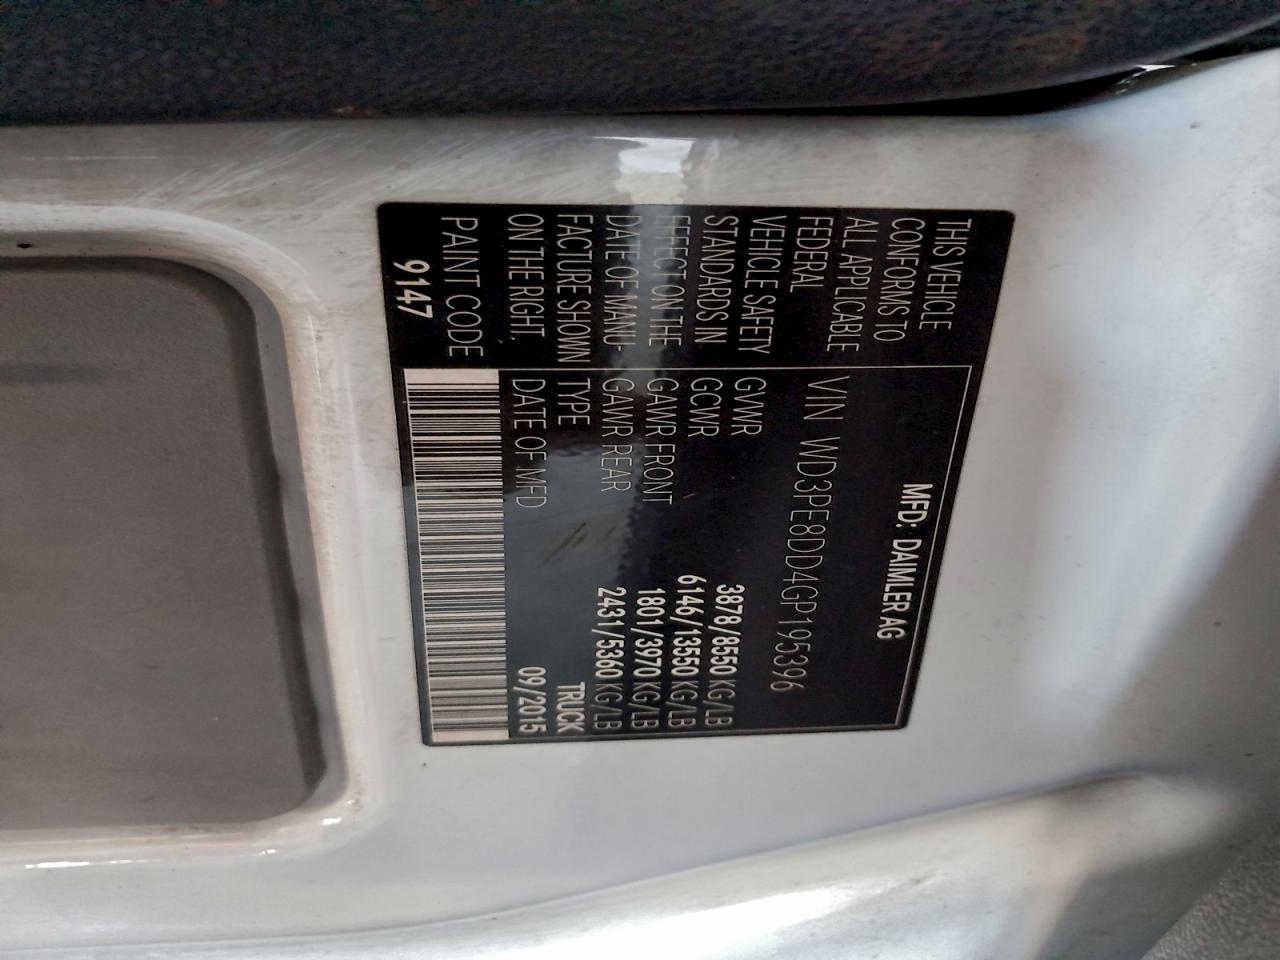 MFD: DAIMLER AG
THIS VEHICLE
CONFORMS TO
ALL APPLICABLE
FEDERAL
VEHICLE SAFETY
STANDARDS IN
EFFECT ON THE
DATE OF MANU-
FACTURE SHOWN
ON THE RIGHT.
PAINT CODE
9147
VIN WD3PE8DD4GP195396
GVWR 3878/8550 KG/LB
GCWR 6146/13550 KG/LB
GAWR FRONT 1801/3970 KG/LB
GAWR REAR 2431/5360 KG/LB
TYPE TRUCK
DATE OF MFD 09/2015